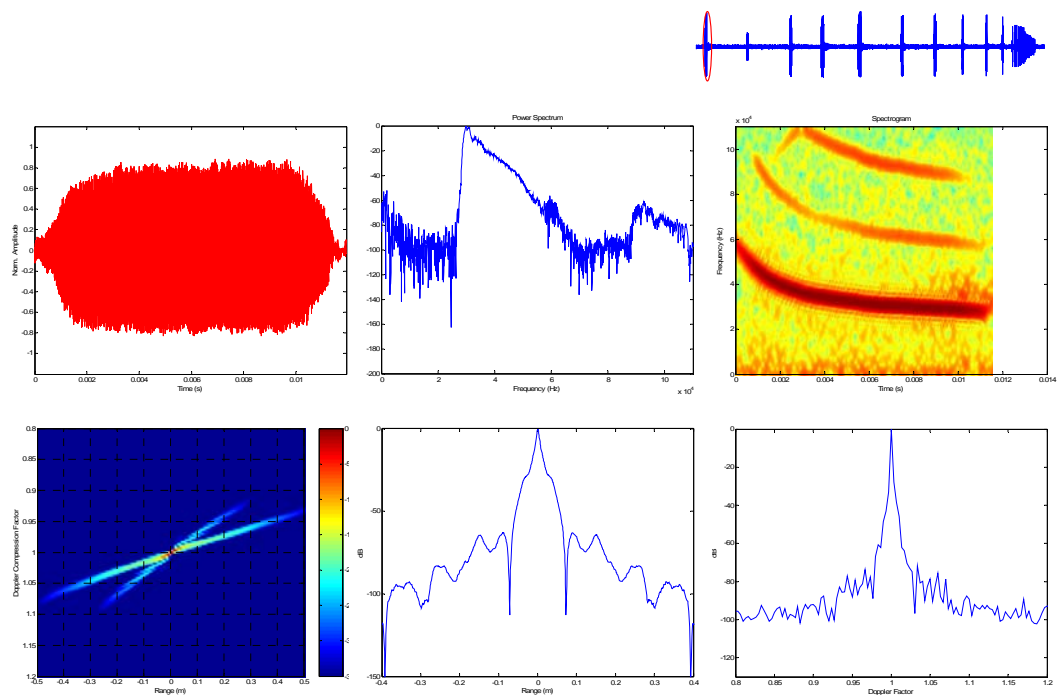 Power Spectrum
Spectrogram
x 10⁴
Norm. Amplitude
1
0.8
0.6
0.4
0.2
0
-0.2
-0.4
-0.6
-0.8
-1
0 0.002 0.004 0.006 0.008 0.01
Time (s)
0
-20
-40
-60
-80
-100
-120
-140
-160
-180
-200
0 2 4 6 8 10
Frequency (Hz)
x 10⁴
Frequency (Hz)
10
8
6
4
2
0
0 0.002 0.004 0.006 0.008 0.01 0.012 0.014
Time (s)
Doppler Compression Factor
0.8
0.85
0.9
0.95
1
1.05
1.1
1.15
1.2
-0.5 -0.4 -0.3 -0.2 -0.1 0 0.1 0.2 0.3 0.4 0.5
Range (m)
0
dB
0
-50
-100
-150
-0.4 -0.3 -0.2 -0.1 0 0.1 0.2 0.3 0.4
Range (m)
dB
0
-20
-40
-60
-80
-100
-120
0.8 0.85 0.9 0.95 1 1.05 1.1 1.15 1.2
Doppler Factor